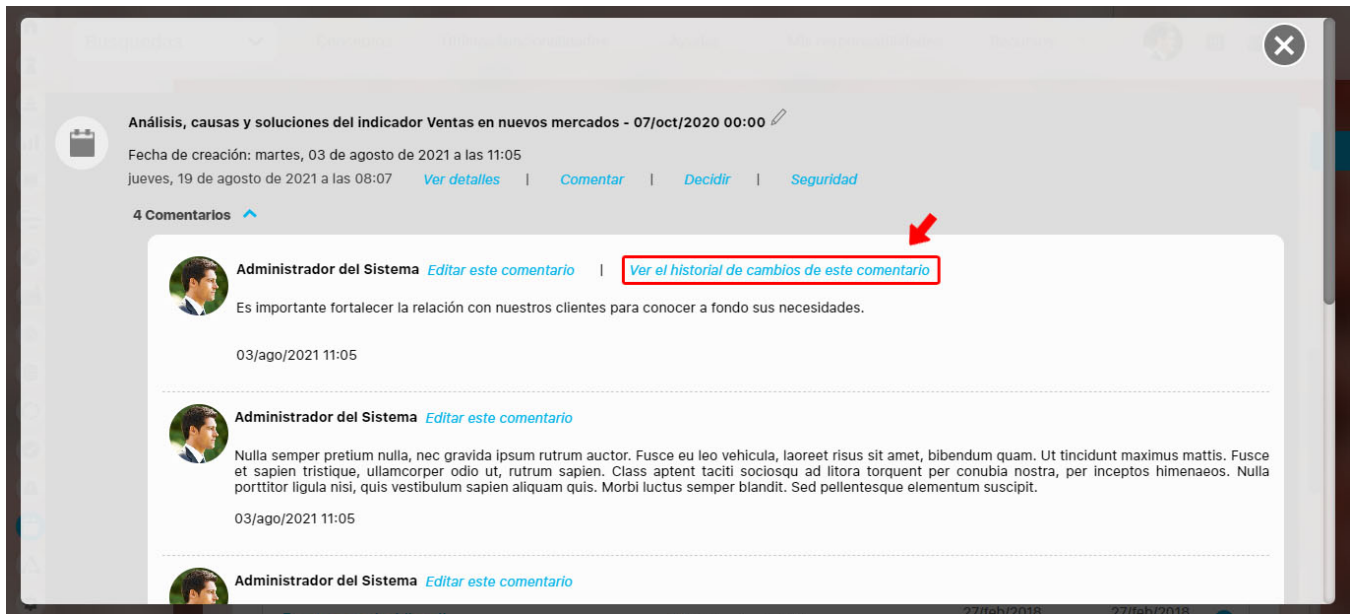 Análisis, causas y soluciones del indicador Ventas en nuevos mercados - 07/oct/2020 00:00
Fecha de creación: martes, 03 de agosto de 2021 a las 11:05
jueves, 19 de agosto de 2021 a las 08:07 Ver detalles | Comentar | Decidir | Seguridad
4 Comentarios
Administrador del Sistema Editar este comentario | Ver el historial de cambios de este comentario
Es importante fortalecer la relación con nuestros clientes para conocer a fondo sus necesidades.
03/ago/2021 11:05
Administrador del Sistema Editar este comentario
Nulla semper pretium nulla, nec gravida ipsum rutrum auctor. Fusce eu leo vehicula, laoreet risus sit amet, bibendum quam. Ut tincidunt maximus mattis. Fusce
et sapien tristique, ullamcorper odio ut, rutrum sapien. Class aptent taciti sociosqu ad litora torquent per conubia nostra, per inceptos himenaeos. Nulla
porttitor ligula nisi, quis vestibulum sapien aliquam quis. Morbi luctus semper blandit. Sed pellentesque elementum suscipit.
03/ago/2021 11:05
Administrador del Sistema Editar este comentario
27/feb/2018 27/feb/2018